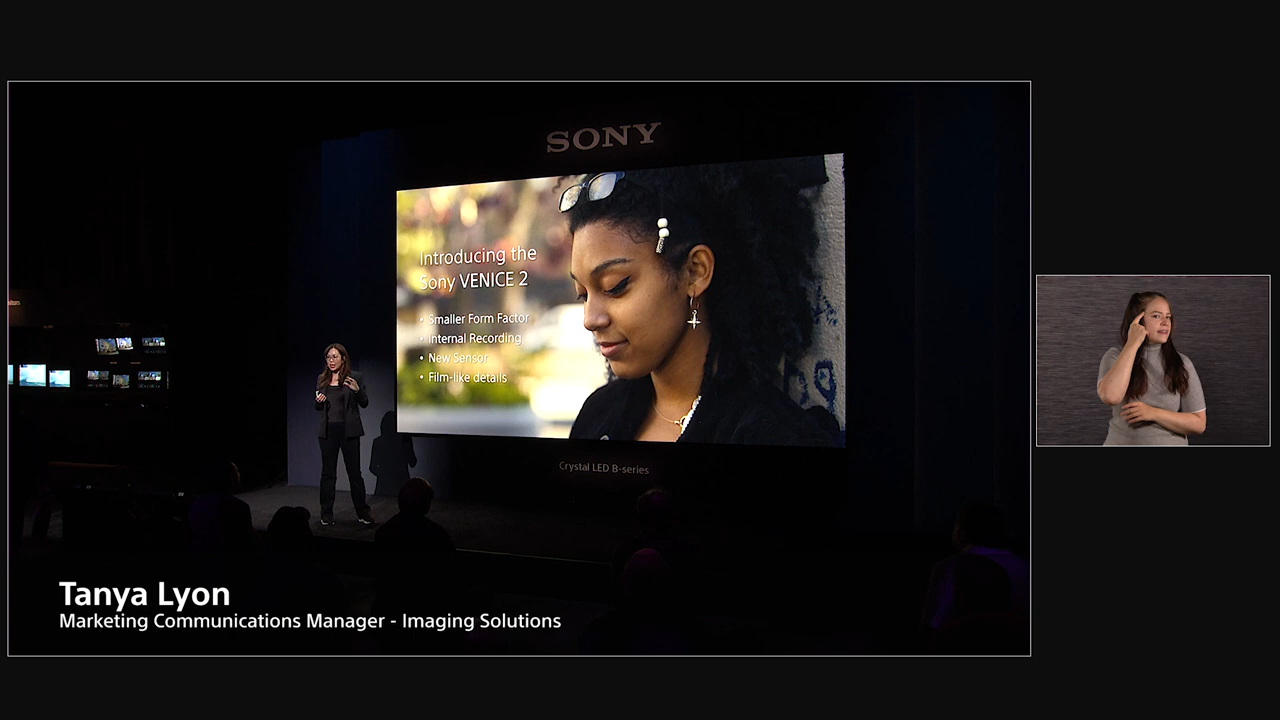 SONY
Introducing the
Sony VENICE 2
• Smaller Form Factor
• Internal Recording
• New Sensor
• Film-like details
Crystal LED B-series
Tanya Lyon
Marketing Communications Manager - Imaging Solutions